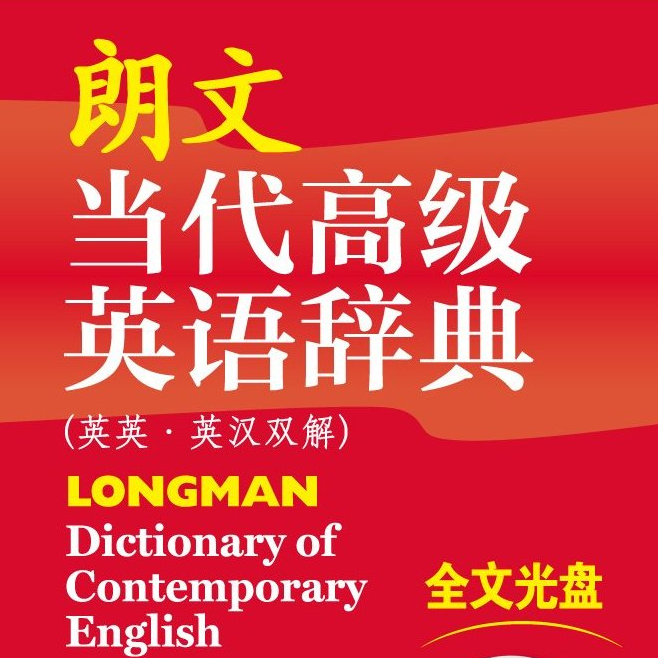 朗文
当代高级
英语辞典
(英英·英汉双解)
LONGMAN
Dictionary of
Contemporary
English
全文光盘